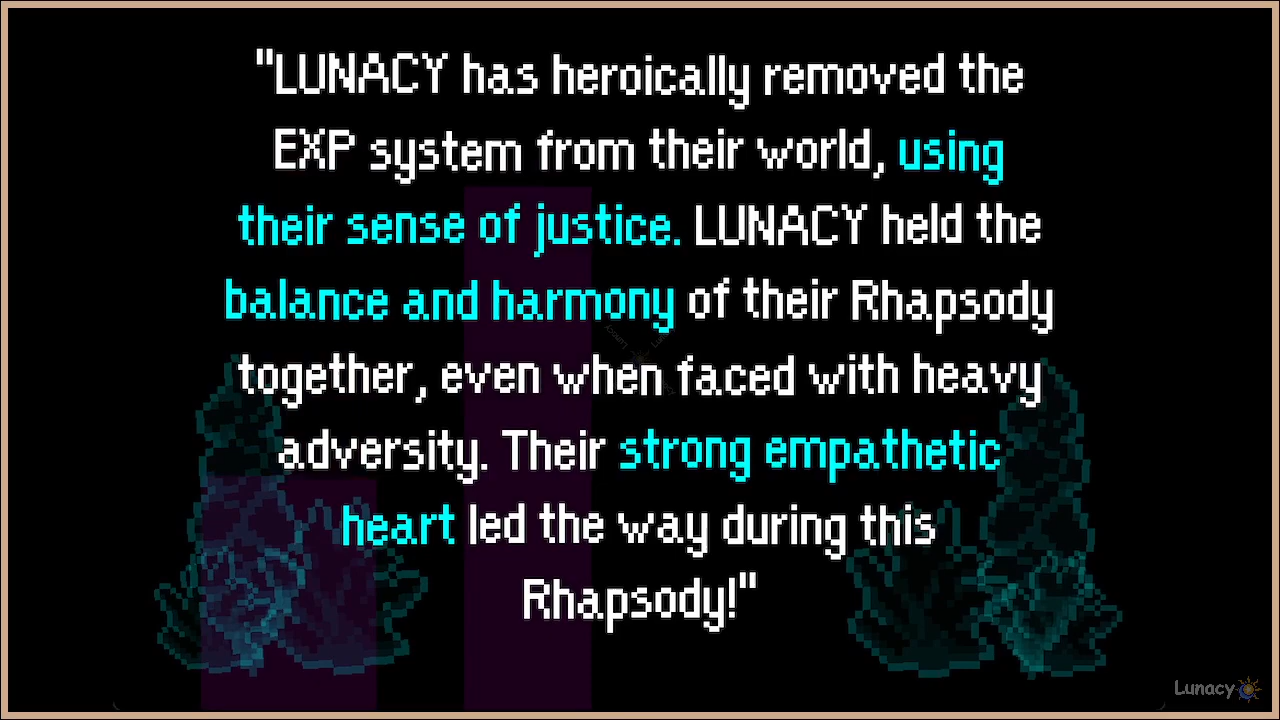 "LUNACY has heroically removed the
EXP system from their world, using
their sense of justice. LUNACY held the
balance and harmony of their Rhapsody
together, even when faced with heavy
adversity. Their strong empathetic
heart led the way during this
Rhapsody!"
Lunacy